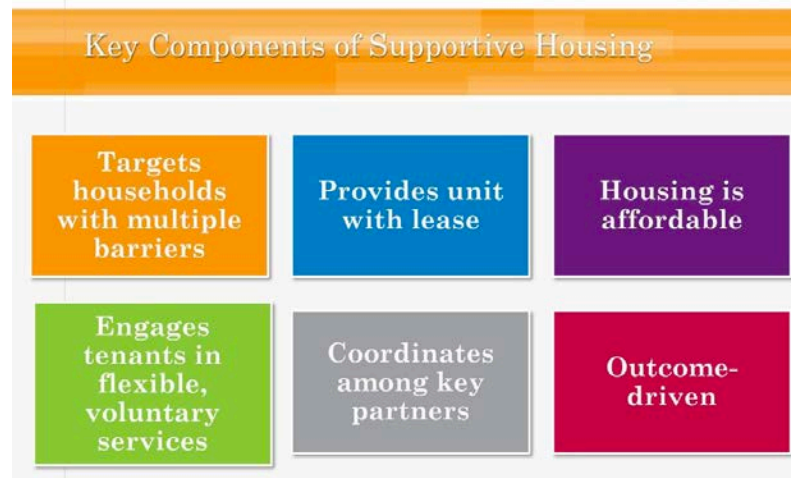 Key Components of Supportive Housing
Targets
households
with multiple
barriers
Provides unit
with lease
Housing is
affordable
Engages
tenants in
flexible,
voluntary
services
Coordinates
among key
partners
Outcome-
driven